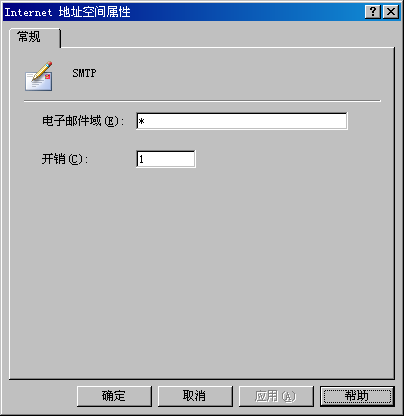 Internet 地址空间属性
常规
SMTP
电子邮件域(E): *
开销(C): 1
确定 取消 应用(A) 帮助